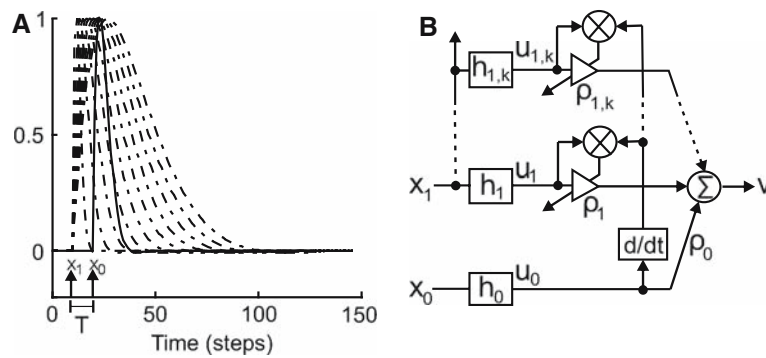 A
1
0.5
0
x₁ x₀
0 50 100 150
T
Time (steps)
B
h₁,ₖ
u₁,ₖ
ρ₁,ₖ
x₁
h₁
u₁
ρ₁
Σ
v
d/dt
ρ₀
x₀
h₀
u₀